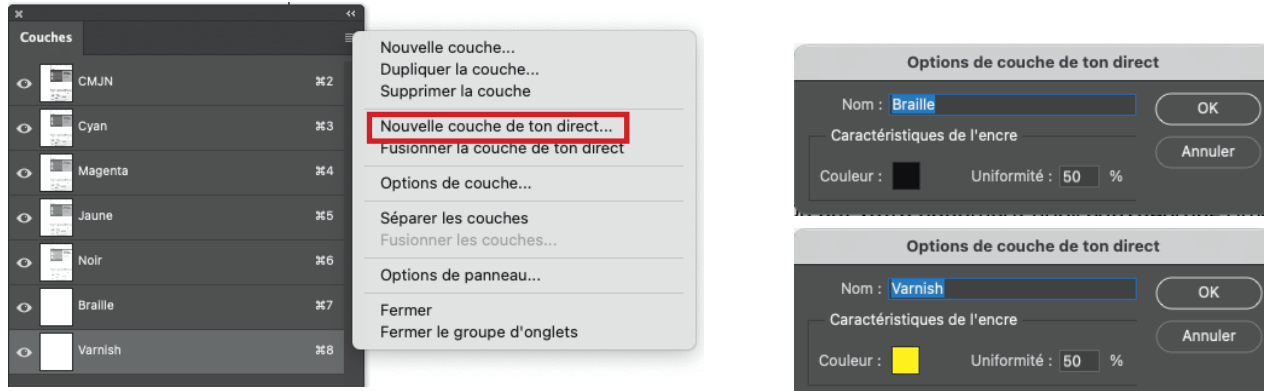 Couches
CMJN ⌘2
Cyan ⌘3
Magenta ⌘4
Jaune ⌘5
Noir ⌘6
Braille ⌘7
Varnish ⌘8
Nouvelle couche...
Dupliquer la couche...
Supprimer la couche
Nouvelle couche de ton direct...
Fusionner la couche de ton direct
Options de couche...
Séparer les couches
Fusionner les couches...
Options de panneau...
Fermer
Fermer le groupe d'onglets
Options de couche de ton direct
Nom : Braille
OK
Caractéristiques de l'encre
Annuler
Couleur : Uniformité : 50 %
Options de couche de ton direct
Nom : Varnish
OK
Caractéristiques de l'encre
Annuler
Couleur : Uniformité : 50 %